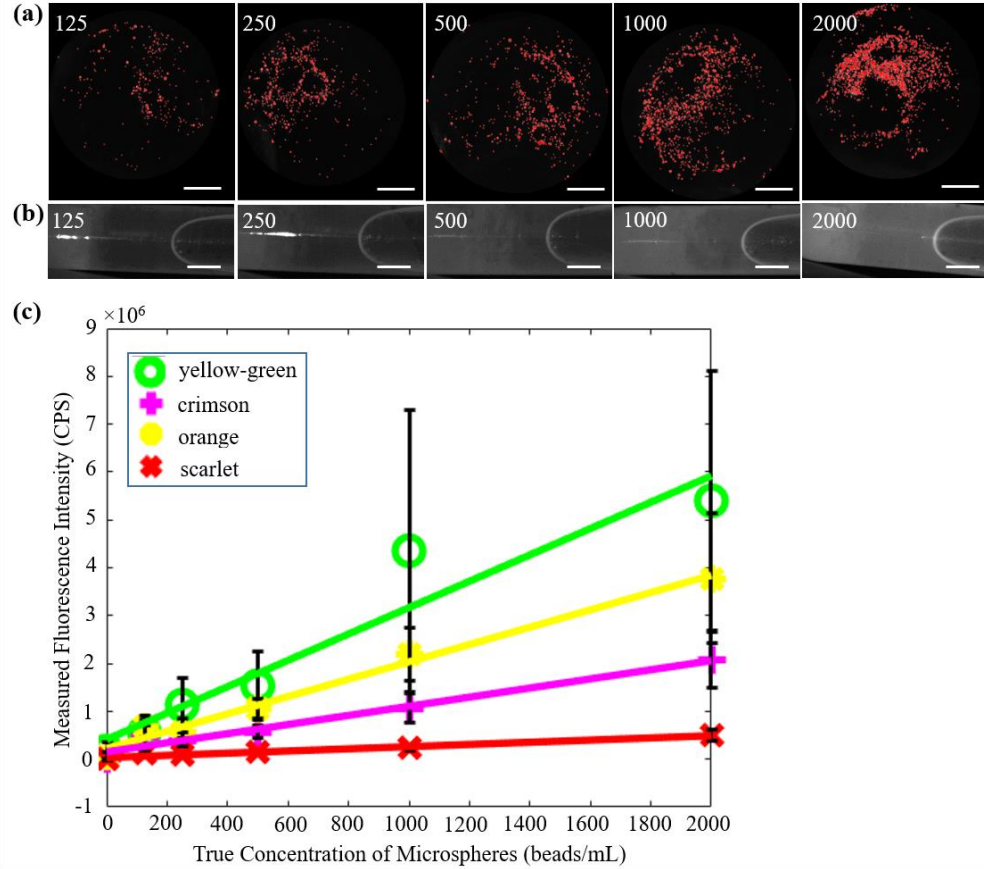 (a)
125 250 500 1000 2000
(b)
125 250 500 1000 2000
(c)
×10⁶
9
8
7
6
5
4
3
2
1
0
-1
Measured Fluorescence Intensity (CPS)
yellow-green
crimson
orange
scarlet
0 200 400 600 800 1000 1200 1400 1600 1800 2000
True Concentration of Microspheres (beads/mL)